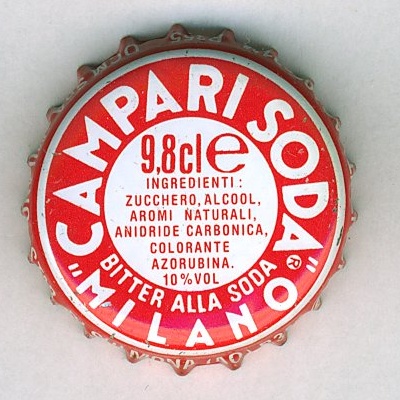 "CAMPARI SODA"®
9,8cl e
INGREDIENTI:
ZUCCHERO, ALCOOL,
AROMI NATURALI,
ANIDRIDE CARBONICA,
COLORANTE
AZORUBINA.
10% VOL
BITTER ALLA SODA
MILANO